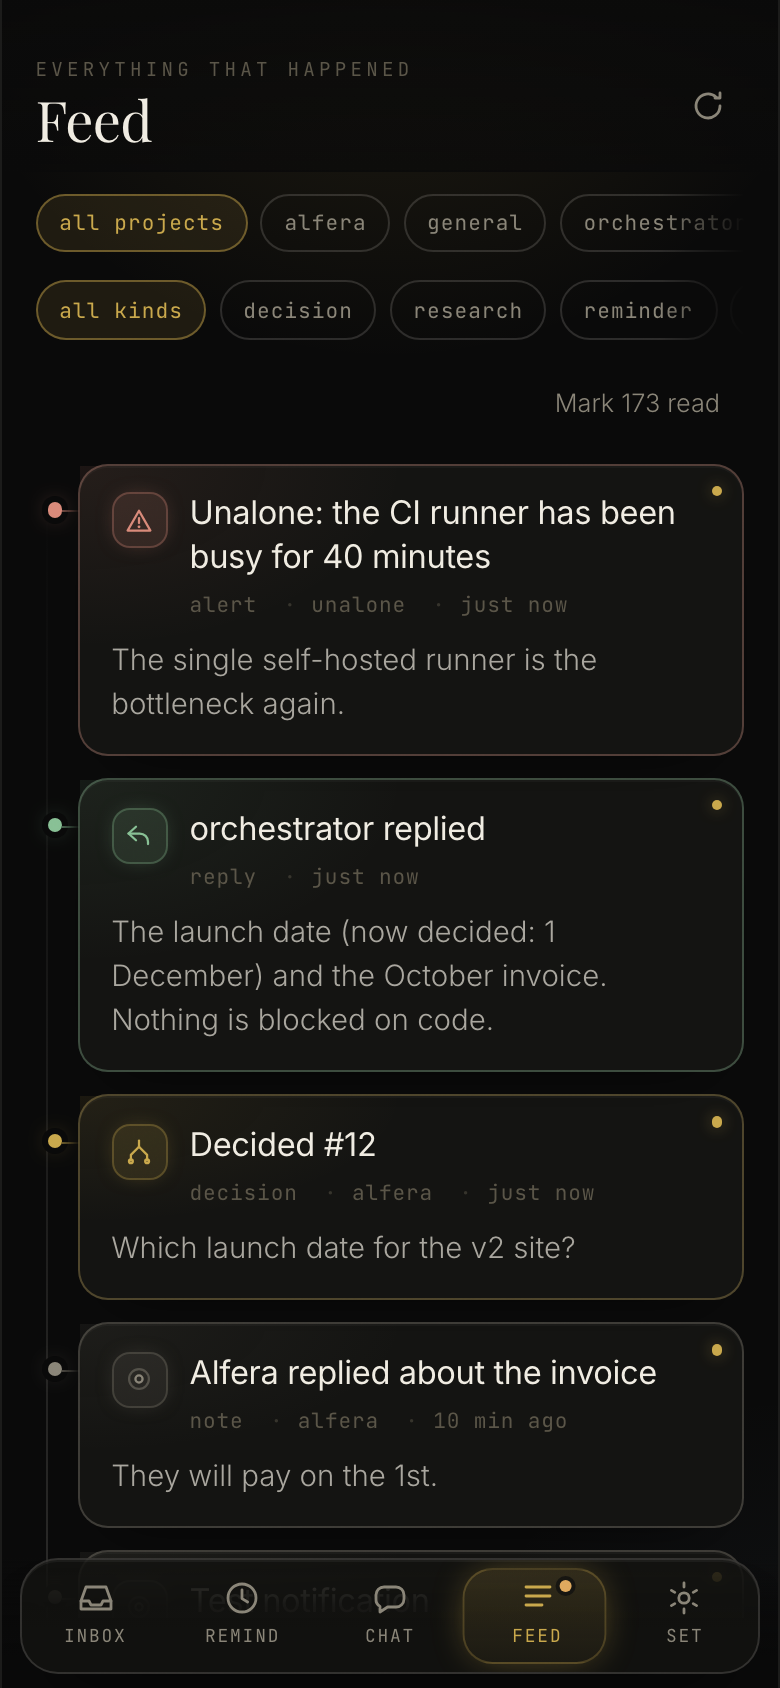 EVERYTHING THAT HAPPENED
Feed
all projects
alfera
general
orchestrator
all kinds
decision
research
reminder
Mark 173 read
Unalone: the CI runner has been
busy for 40 minutes
alert · unalone · just now
The single self-hosted runner is the
bottleneck again.
orchestrator replied
reply · just now
The launch date (now decided: 1
December) and the October invoice.
Nothing is blocked on code.
Decided #12
decision · alfera · just now
Which launch date for the v2 site?
Alfera replied about the invoice
note · alfera · 10 min ago
They will pay on the 1st.
Test notification
INBOX
REMIND
CHAT
FEED
SET